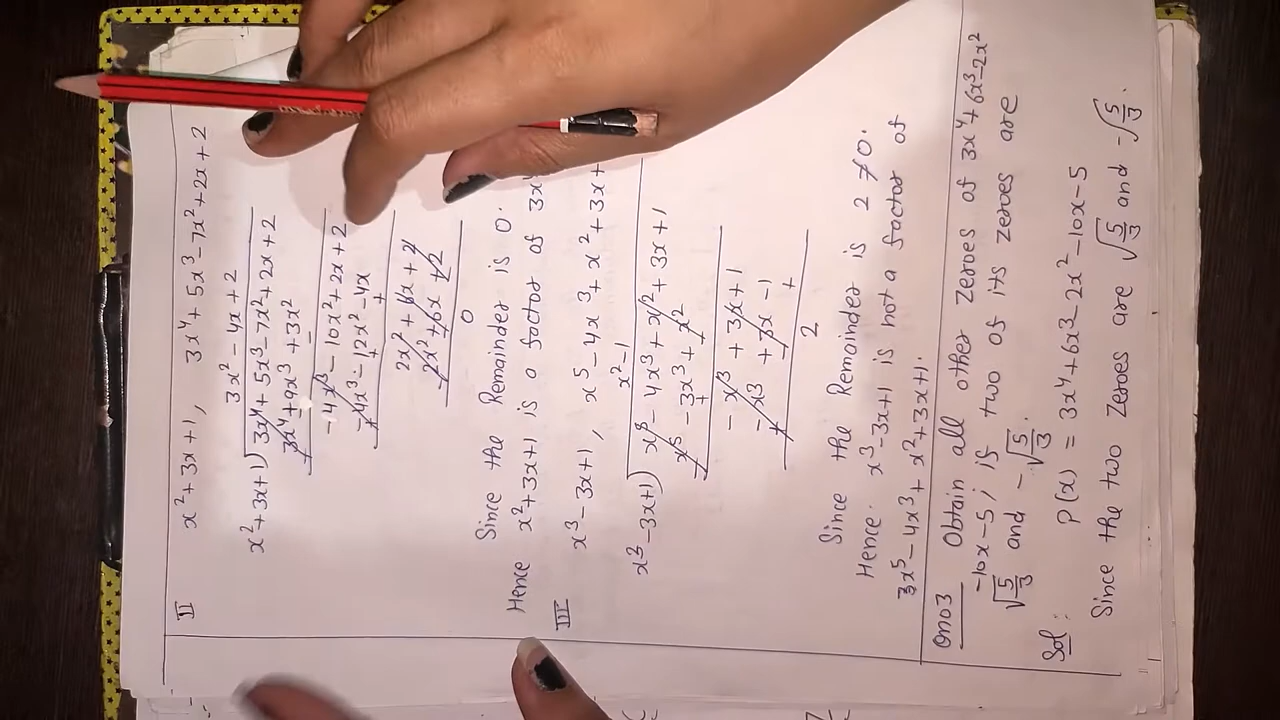 II x²+3x+1, 3x⁴+5x³-7x²+2x+2
3x²-4x+2
x²+3x+1) 3x⁴+5x³-7x²+2x+2
3x⁴+9x³+3x²
- - -
-4x³-10x²+2x+2
-4x³-12x²-4x
+ + +
2x²+6x+2
2x²+6x+2
- - -
0
Since the Remainder is 0.
Hence x²+3x+1 is a factor of 3x⁴
III x³-3x+1, x⁵-4x³+x²+3x+
x²-1
x³-3x+1) x⁵-4x³+x²+3x+1
x⁵-3x³+x²
- + -
-x³+3x+1
-x³+3x-1
+ - +
2
Since the Remainder is 2≠0.
Hence. x³-3x+1 is not a factor of
3x⁵-4x³+x²+3x+1.
Qno3 Obtain all other zeroes of 3x⁴+6x³-2x²
-10x-5, is two of its zeroes are
√5/3 and -√5/3.
Sol: P(x) = 3x⁴+6x³-2x²-10x-5
Since the two zeroes are √5/3 and -√5/3.